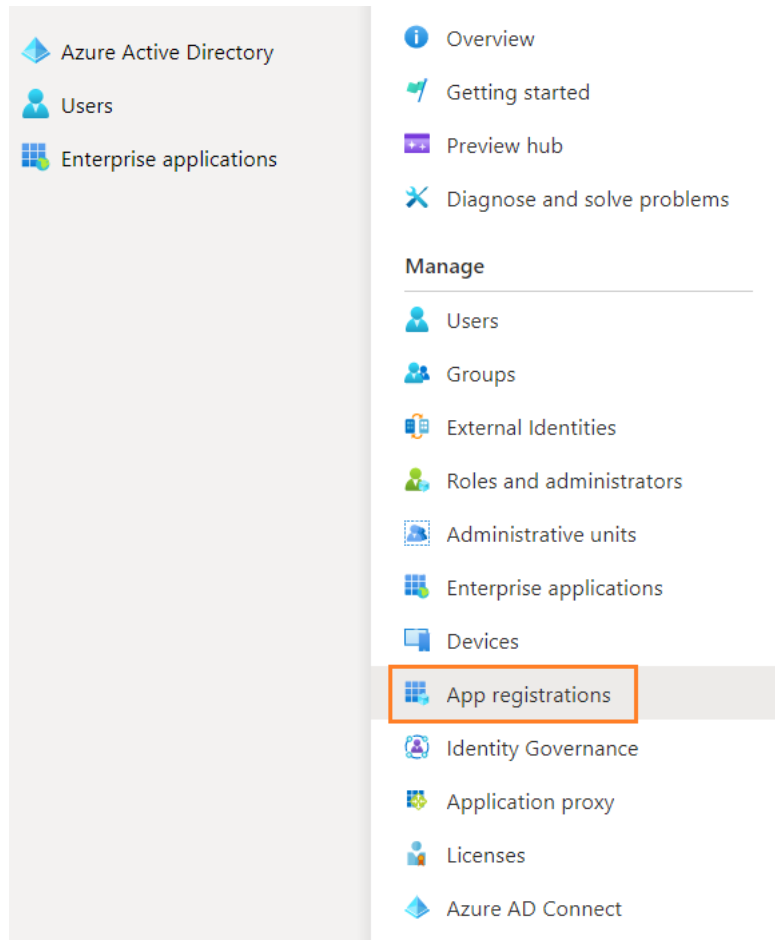 Azure Active Directory
Users
Enterprise applications
Overview
Getting started
Preview hub
Diagnose and solve problems
Manage
Users
Groups
External Identities
Roles and administrators
Administrative units
Enterprise applications
Devices
App registrations
Identity Governance
Application proxy
Licenses
Azure AD Connect